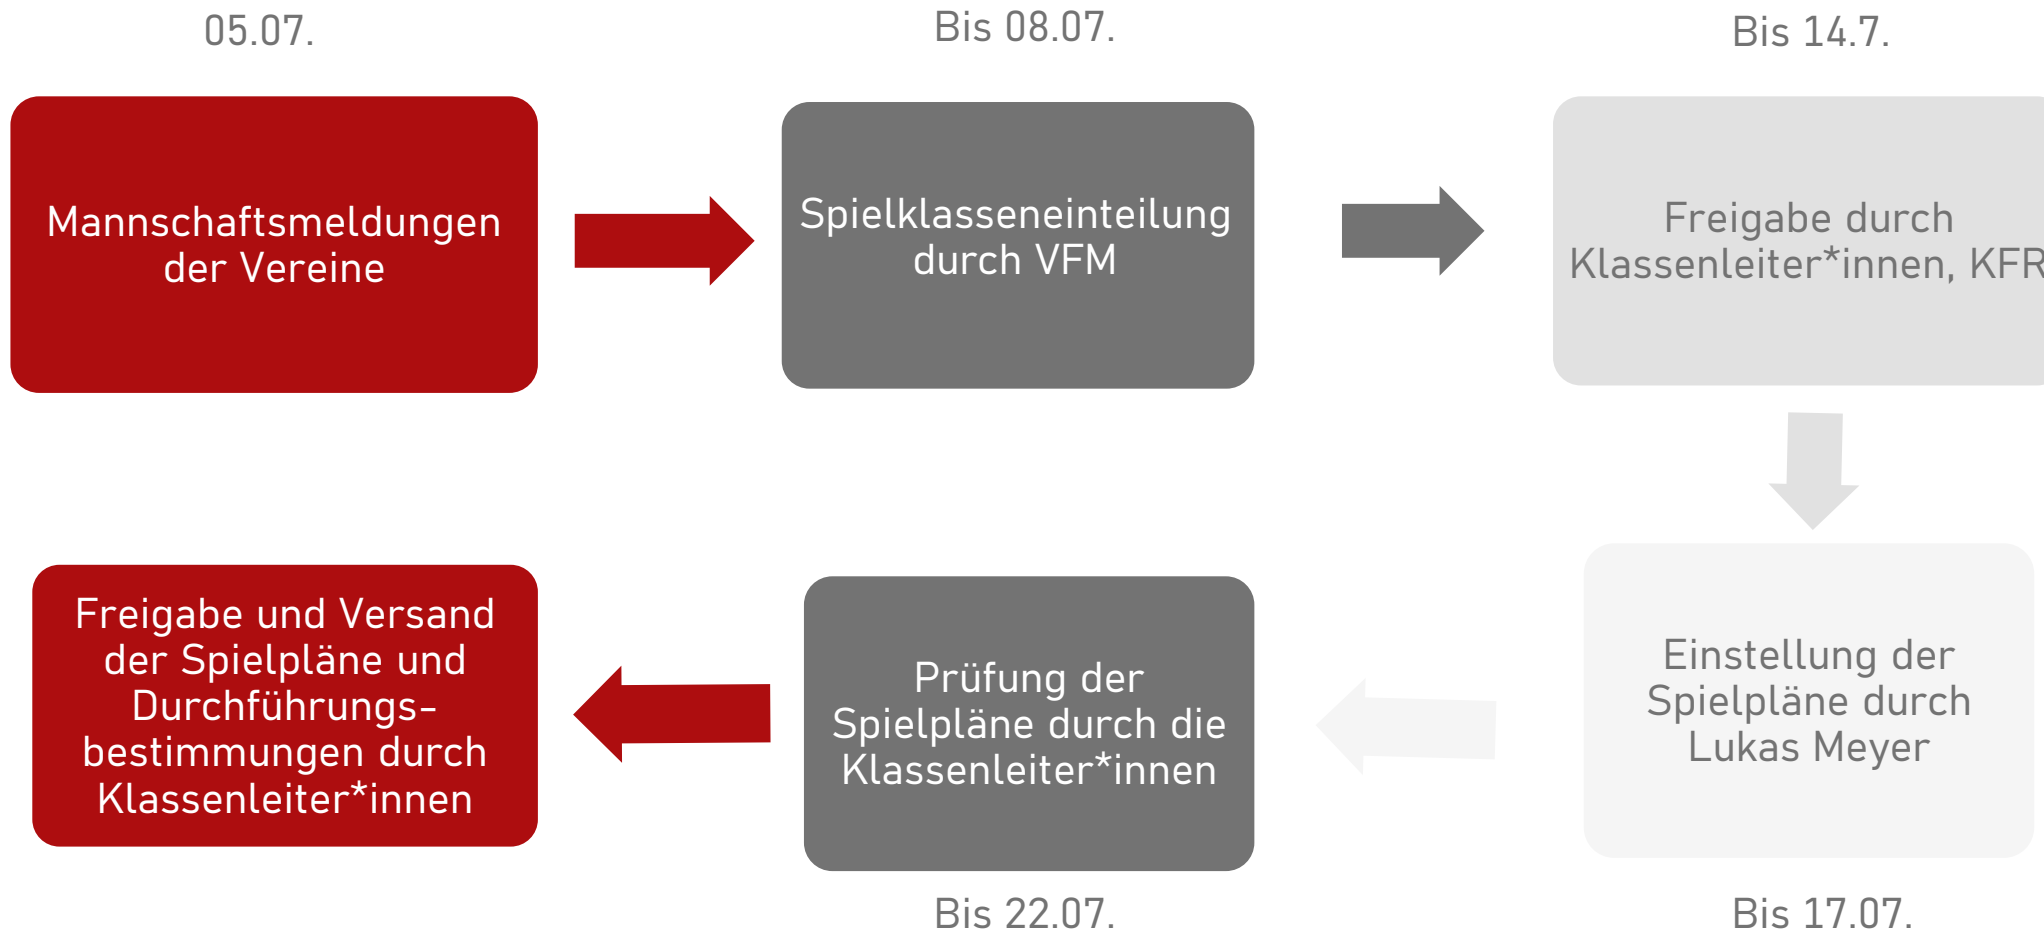 05.07.
Bis 08.07.
Bis 14.7.
Mannschaftsmeldungen
der Vereine
Spielklasseneinteilung
durch VFM
Freigabe durch
Klassenleiter*innen, KFR
Einstellung der
Spielpläne durch
Lukas Meyer
Bis 17.07.
Prüfung der
Spielpläne durch die
Klassenleiter*innen
Bis 22.07.
Freigabe und Versand
der Spielpläne und
Durchführungs-
bestimmungen durch
Klassenleiter*innen